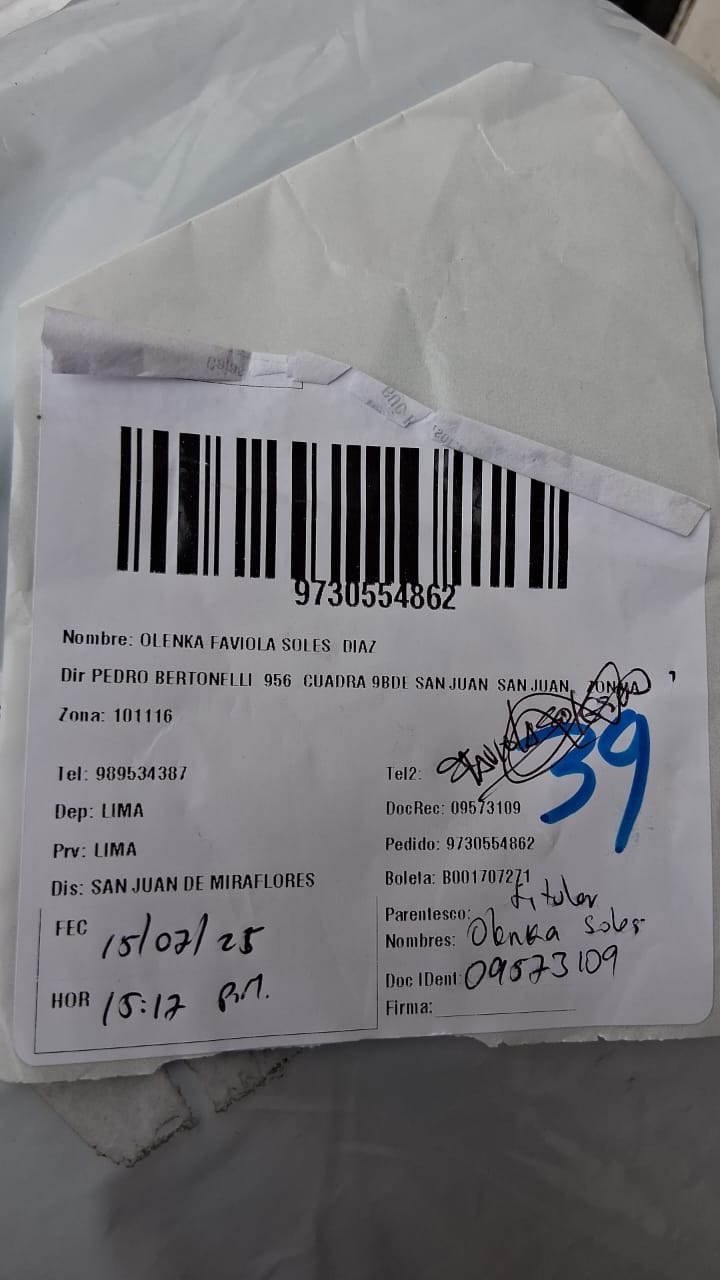 9730554862
Nombre: OLENKA FAVIOLA SOLES DIAZ
Dir PEDRO BERTONELLI 956 CUADRA 9BDE SAN JUAN SAN JUAN, ZONA
Zona: 101116
39
Tel: 989534387 Tel2:
Dep: LIMA DocRec: 09573109
Prv: LIMA Pedido: 9730554862
Dis: SAN JUAN DE MIRAFLORES Boleta: B001707271
Parentesco: titular
FEC 15/07/25 Nombres: Olenka Soles
Doc IDent: 09573109
HOR 15:17 P.M. Firma: